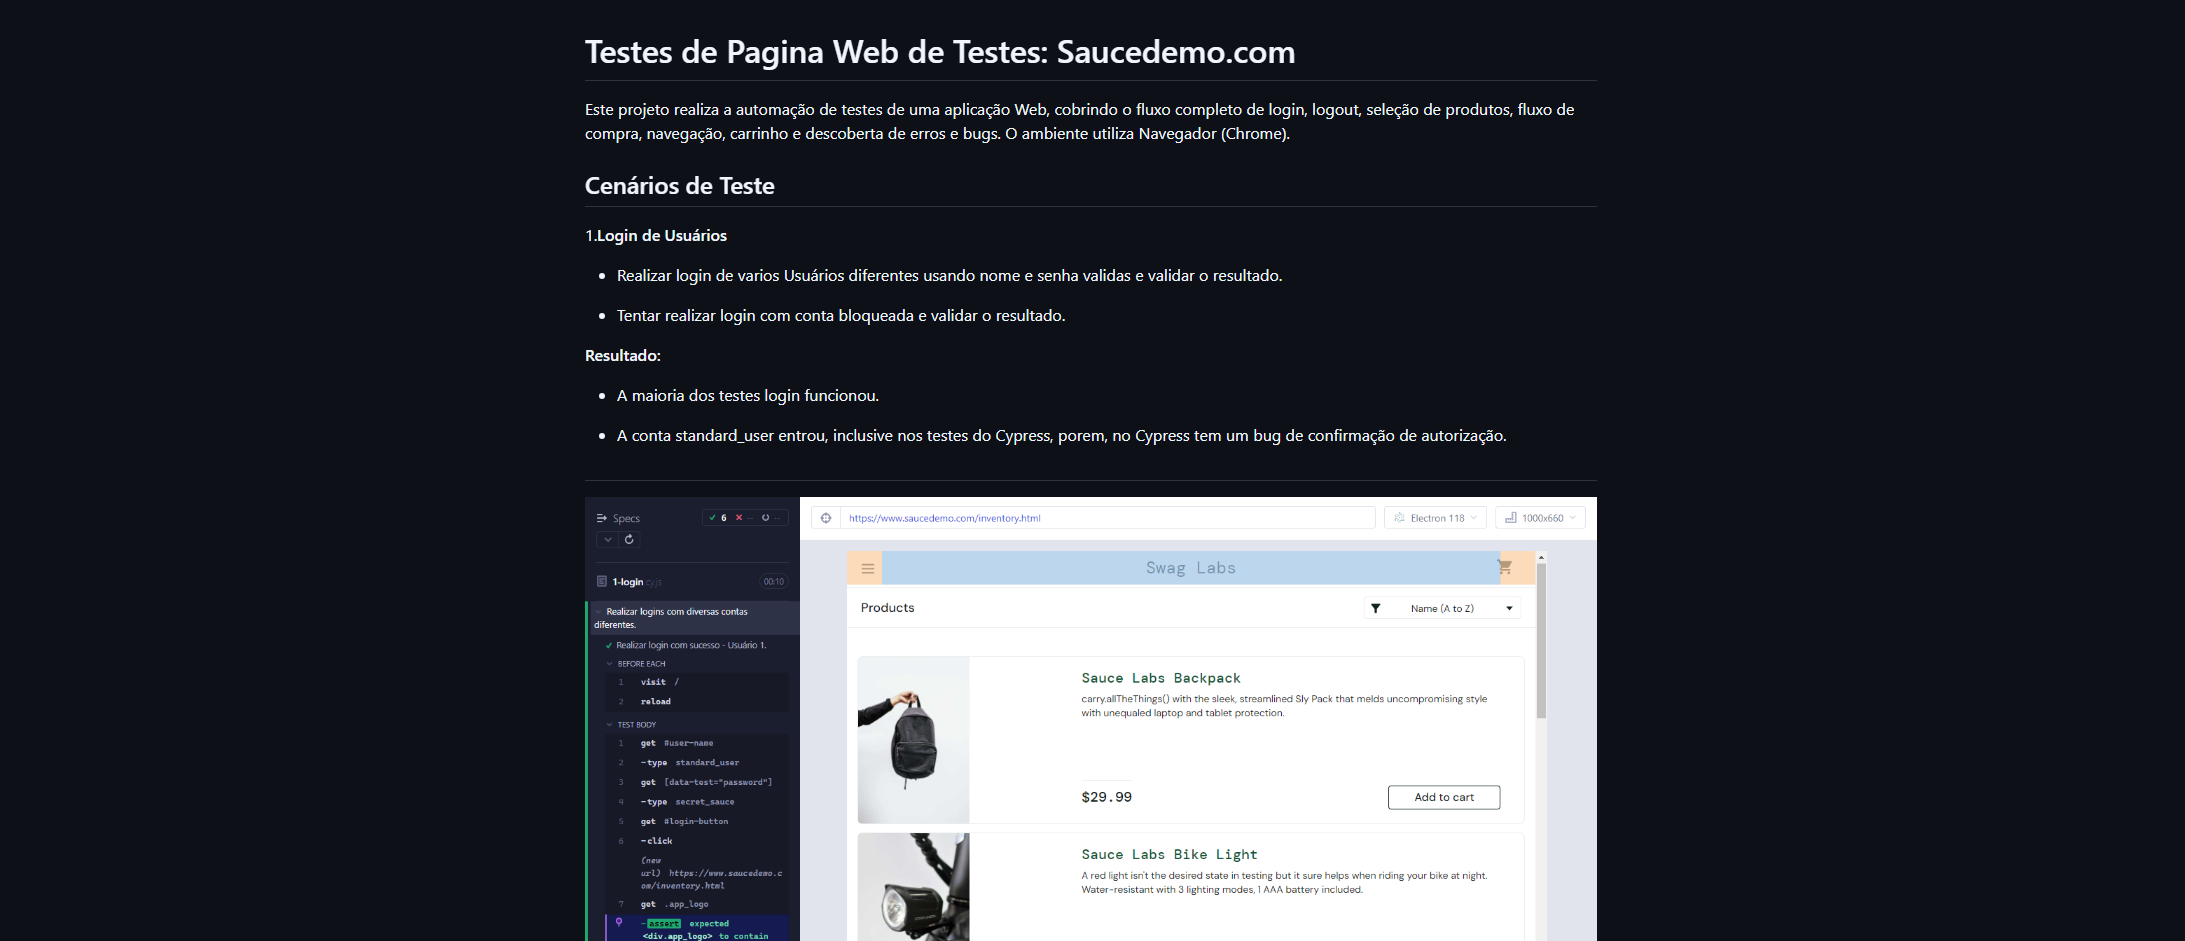 Testes de Pagina Web de Testes: Saucedemo.com
Este projeto realiza a automação de testes de uma aplicação Web, cobrindo o fluxo completo de login, logout, seleção de produtos, fluxo de
compra, navegação, carrinho e descoberta de erros e bugs. O ambiente utiliza Navegador (Chrome).
Cenários de Teste
1.Login de Usuários
Realizar login de varios Usuários diferentes usando nome e senha validas e validar o resultado.
Tentar realizar login com conta bloqueada e validar o resultado.
Resultado:
A maioria dos testes login funcionou.
A conta standard_user entrou, inclusive nos testes do Cypress, porem, no Cypress tem um bug de confirmação de autorização.
Specs
6 -- --
1-login cy.js 00:10
Realizar logins com diversas contas
diferentes.
Realizar login com sucesso - Usuário 1.
BEFORE EACH
1 visit /
2 reload
TEST BODY
1 get #user-name
2 -type standard_user
3 get [data-test="password"]
4 -type secret_sauce
5 get #login-button
6 -click
(new
url) https://www.saucedemo.c
om/inventory.html
7 get .app_logo
-assert expected
<div.app_logo> to contain
https://www.saucedemo.com/inventory.html
Electron 118
1000x660
Swag Labs
Products
Name (A to Z)
Sauce Labs Backpack
carry.allTheThings() with the sleek, streamlined Sly Pack that melds uncompromising style
with unequaled laptop and tablet protection.
$29.99
Add to cart
Sauce Labs Bike Light
A red light isn't the desired state in testing but it sure helps when riding your bike at night.
Water-resistant with 3 lighting modes, 1 AAA battery included.